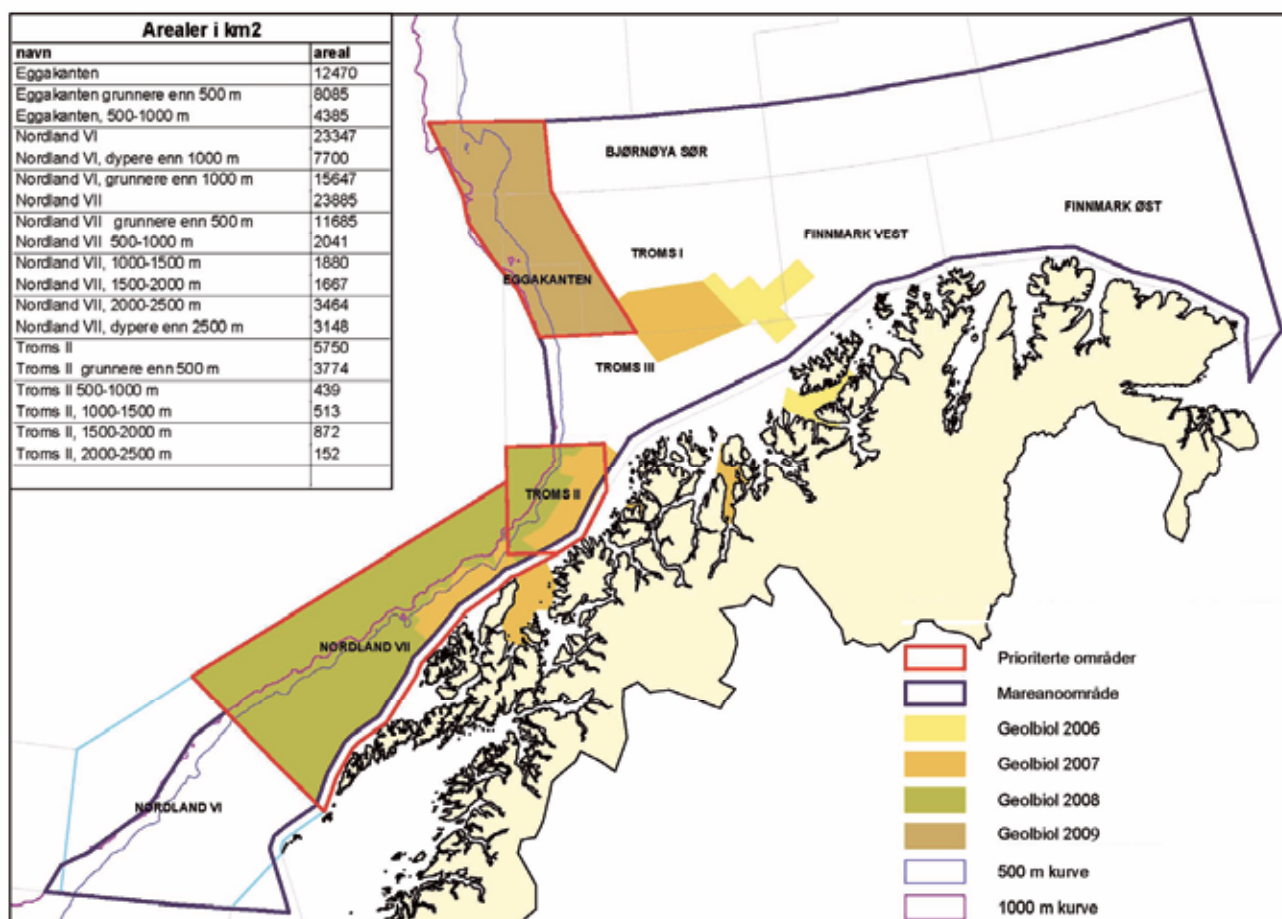 Arealer i km2
navn areal
Eggakanten 12470
Eggakanten grunnere enn 500 m 8085
Eggakanten, 500-1000 m 4385
Nordland VI 23347
Nordland VI, dypere enn 1000 m 7700
Nordland VI, grunnere enn 1000 m 15647
Nordland VII 23885
Nordland VII grunnere enn 500 m 11685
Nordland VII 500-1000 m 2041
Nordland VII, 1000-1500 m 1880
Nordland VII, 1500-2000 m 1667
Nordland VII, 2000-2500 m 3464
Nordland VII, dypere enn 2500 m 3148
Troms II 5750
Troms II grunnere enn 500 m 3774
Troms II 500-1000 m 439
Troms II, 1000-1500 m 513
Troms II, 1500-2000 m 872
Troms II, 2000-2500 m 152
BJØRNØYA SØR
FINNMARK ØST
FINNMARK VEST
TROMS I
EGGAKANTEN
TROMS III
TROMS II
NORDLAND VII
NORDLAND VI
Prioriterte områder
Mareanoområde
Geolbiol 2006
Geolbiol 2007
Geolbiol 2008
Geolbiol 2009
500 m kurve
1000 m kurve